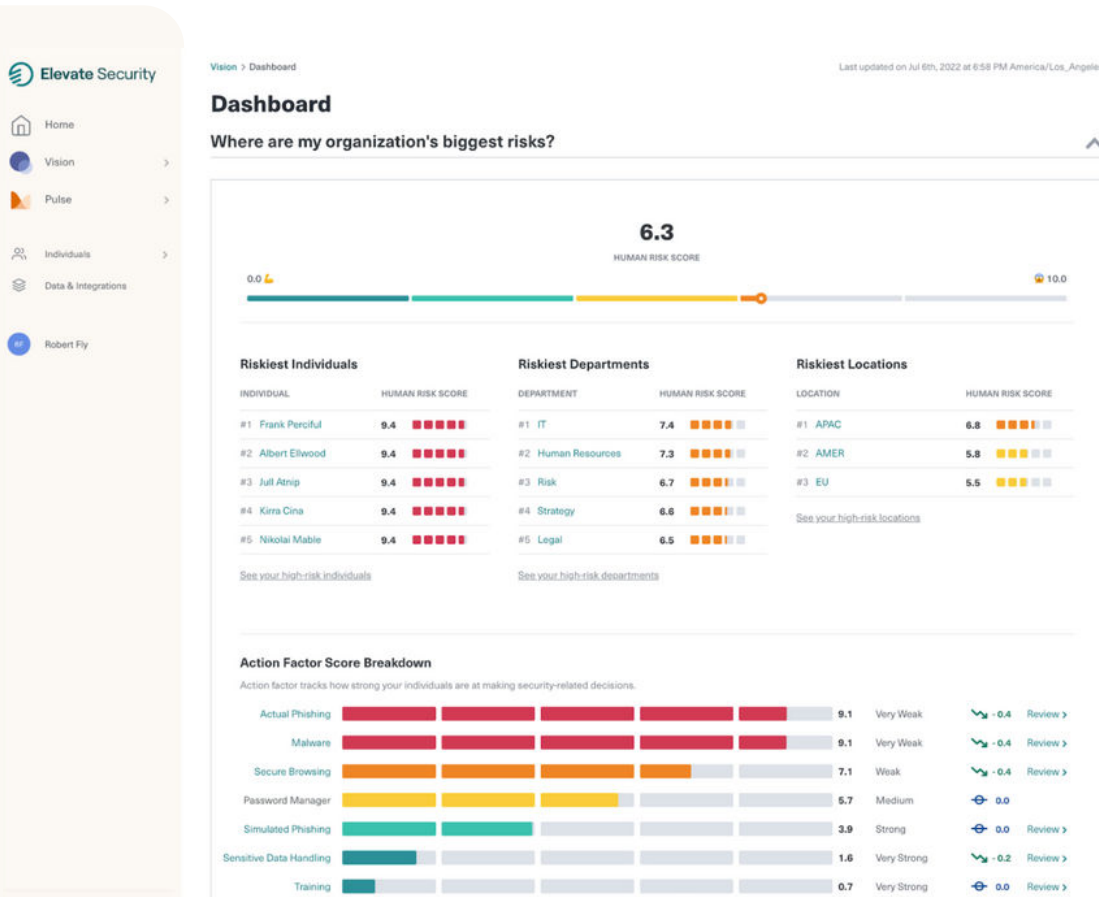 Elevate Security
Home
Vision
Pulse
Individuals
Data & Integrations
RF
Robert Fly
Vision > Dashboard
Last updated on Jul 6th, 2022 at 6:58 PM America/Los_Angele
Dashboard
Where are my organization's biggest risks?
6.3
HUMAN RISK SCORE
0.0 💪
😱 10.0
Riskiest Individuals
INDIVIDUAL HUMAN RISK SCORE
#1 Frank Perciful 9.4
#2 Albert Ellwood 9.4
#3 Jull Atnip 9.4
#4 Kirra Cina 9.4
#5 Nikolai Mable 9.4
See your high-risk individuals
Riskiest Departments
DEPARTMENT HUMAN RISK SCORE
#1 IT 7.4
#2 Human Resources 7.3
#3 Risk 6.7
#4 Strategy 6.6
#5 Legal 6.5
See your high-risk departments
Riskiest Locations
LOCATION HUMAN RISK SCORE
#1 APAC 6.8
#2 AMER 5.8
#3 EU 5.5
See your high-risk locations
Action Factor Score Breakdown
Action factor tracks how strong your individuals are at making security-related decisions.
Actual Phishing 9.1 Very Weak - 0.4 Review >
Malware 9.1 Very Weak - 0.4 Review >
Secure Browsing 7.1 Weak - 0.4 Review >
Password Manager 5.7 Medium 0.0
Simulated Phishing 3.9 Strong 0.0 Review >
Sensitive Data Handling 1.6 Very Strong - 0.2 Review >
Training 0.7 Very Strong 0.0 Review >